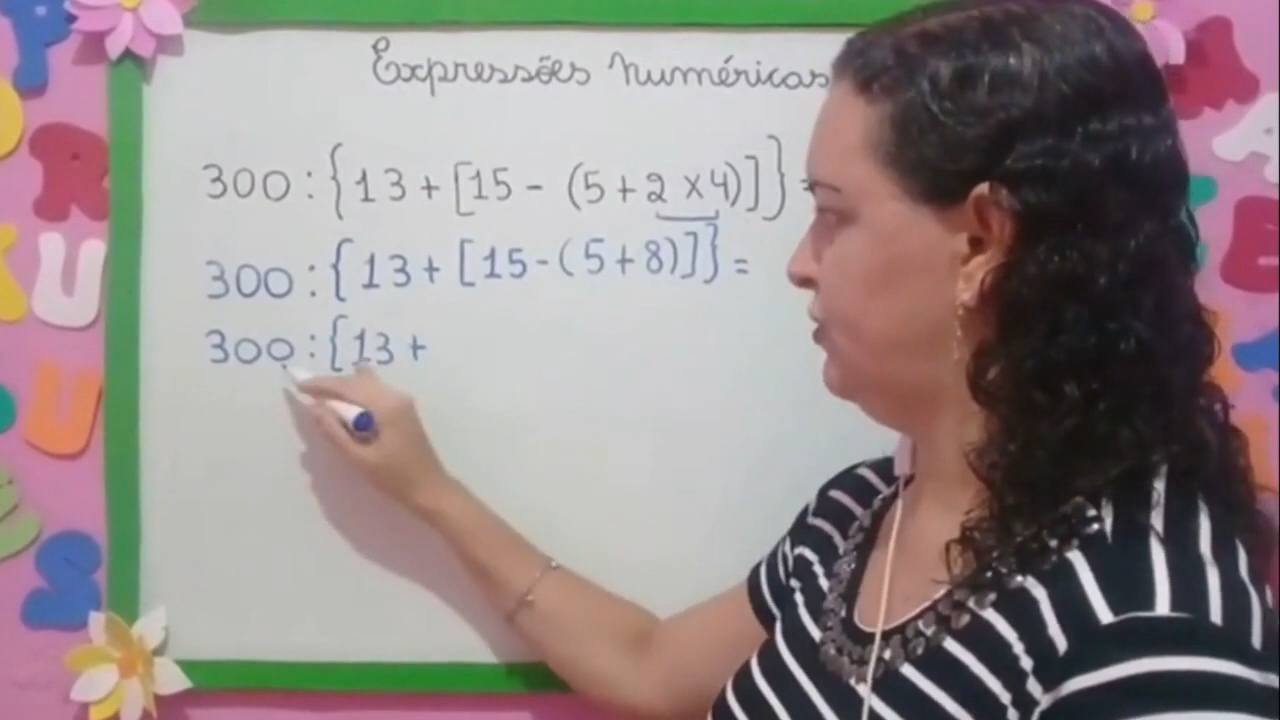 Expressões Numéricas
300 : { 13 + [ 15 - ( 5 + 2 x 4 ) ] } =
300 : { 13 + [ 15 - ( 5 + 8 ) ] } =
300 : { 13 +